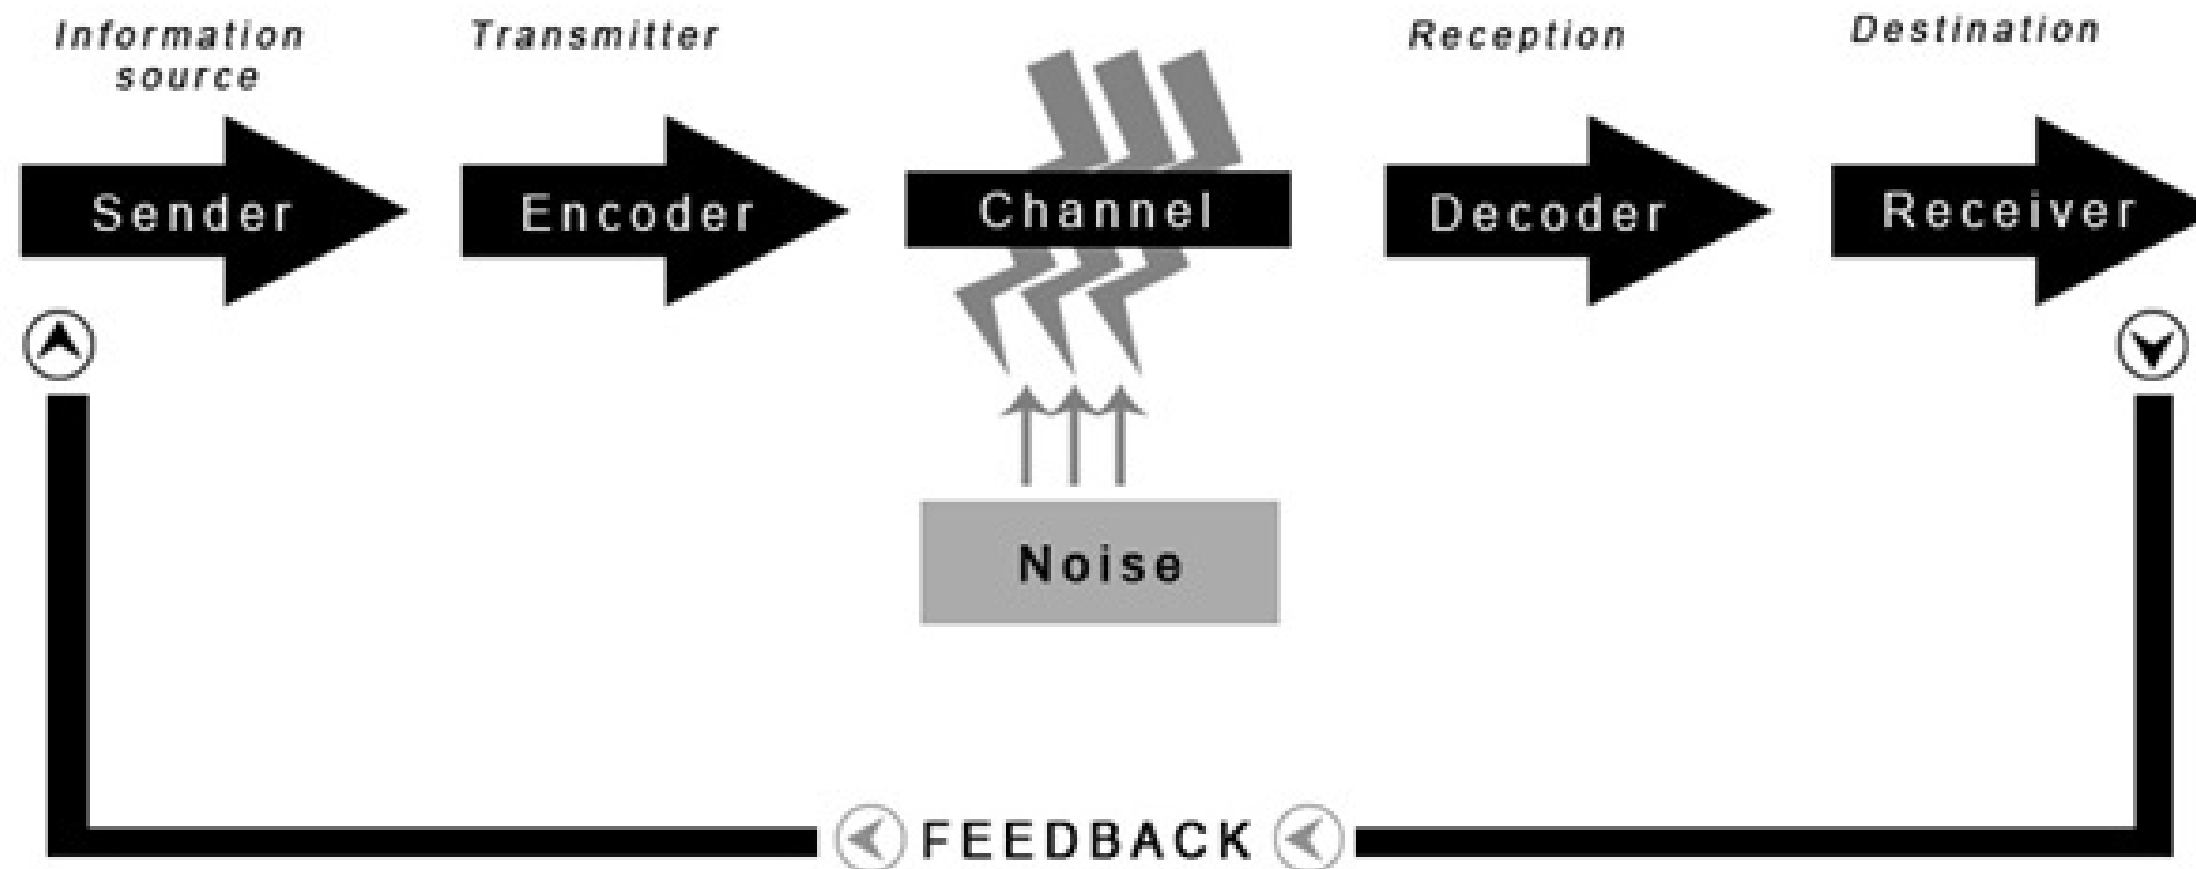 Information
source
Transmitter
Reception
Destination
Sender
Encoder
Channel
Decoder
Receiver
Noise
FEEDBACK